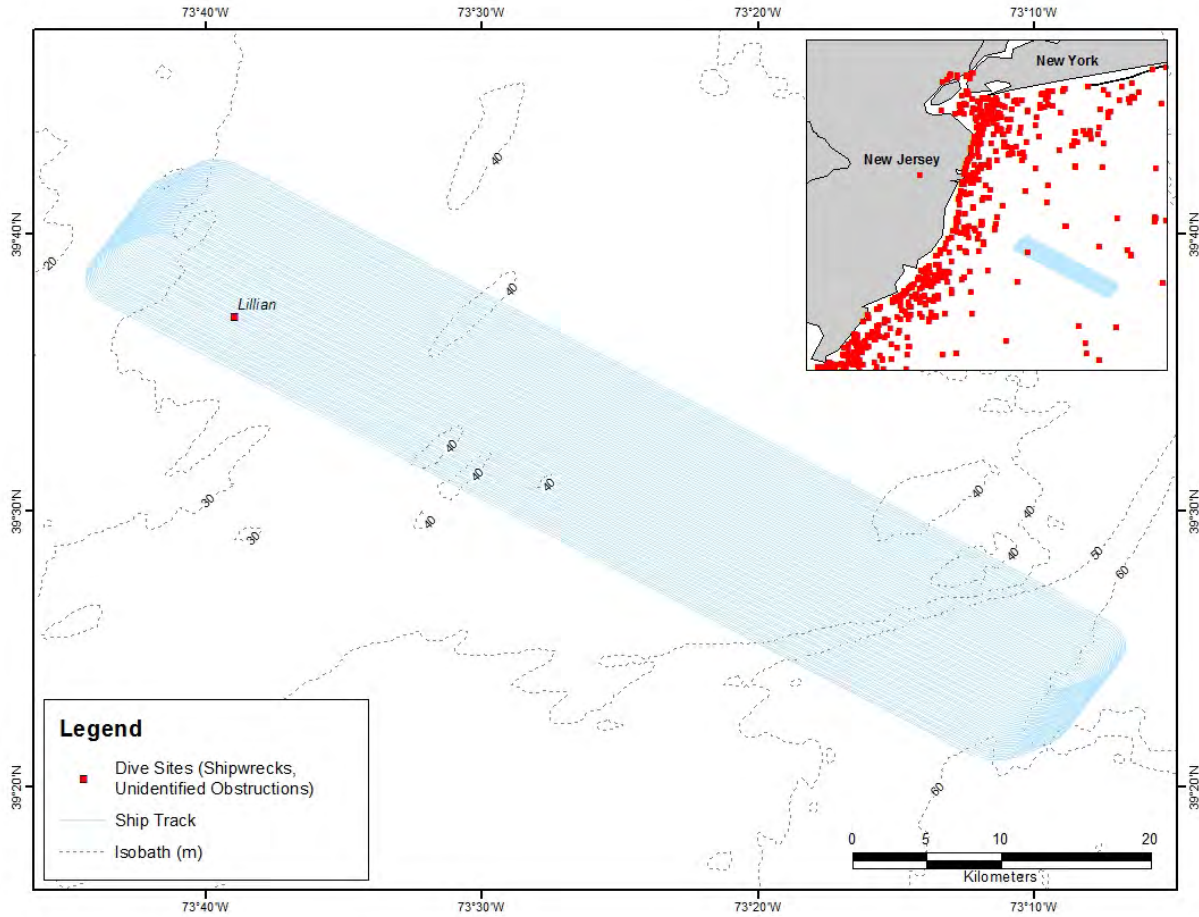 73°40'W 73°30'W 73°20'W 73°10'W
New York
New Jersey
40
39°40'N 39°40'N
20
40
Lillian
40
40
40
40
30
40
30
39°30'N 39°30'N
40
40
40
50
60
Legend
Dive Sites (Shipwrecks,
Unidentified Obstructions)
Ship Track
Isobath (m)
39°20'N 39°20'N
60
0 5 10 20
Kilometers
73°40'W 73°30'W 73°20'W 73°10'W